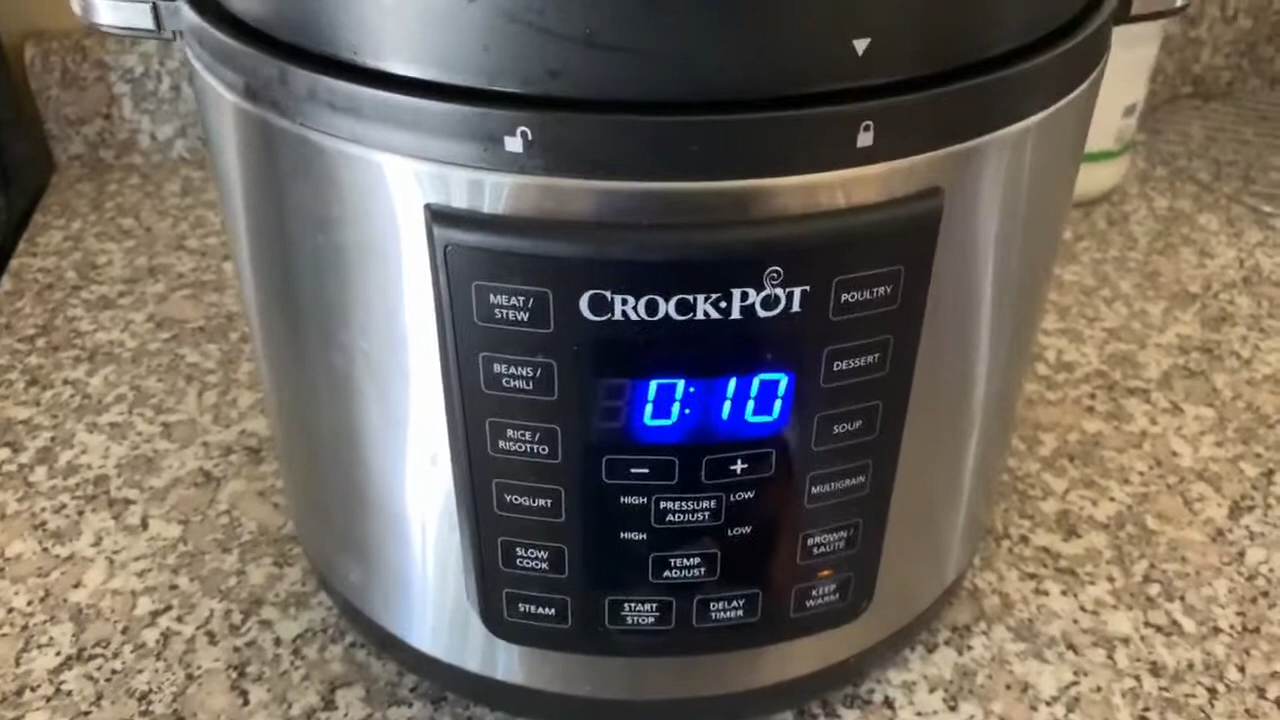 CROCK·POT
MEAT /
STEW
BEANS /
CHILI
RICE /
RISOTTO
YOGURT
SLOW
COOK
STEAM
0:10
−
+
HIGH
PRESSURE
ADJUST
LOW
HIGH
LOW
TEMP
ADJUST
START
STOP
DELAY
TIMER
POULTRY
DESSERT
SOUP
MULTIGRAIN
BROWN /
SAUTÉ
KEEP
WARM